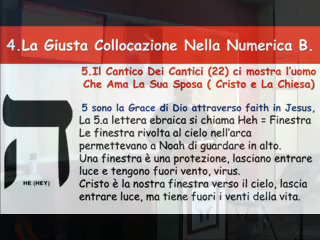 4.La Giusta Collocazione Nella Numerica B.
5.Il Cantico Dei Cantici (22) ci mostra l'uomo
Che Ama La Sua Sposa ( Cristo e La Chiesa)
5 sono la Grace di Dio attraverso faith in Jesus,
La 5.a lettera ebraica si chiama Heh = Finestra
Le finestra rivolta al cielo nell'arca
permettevano a Noah di guardare in alto.
Una finestra è una protezione, lasciano entrare
luce e tengono fuori vento, virus.
Cristo è la nostra finestra verso il cielo, lascia
entrare luce, ma tiene fuori i venti della vita.
ה
HE (HEY)